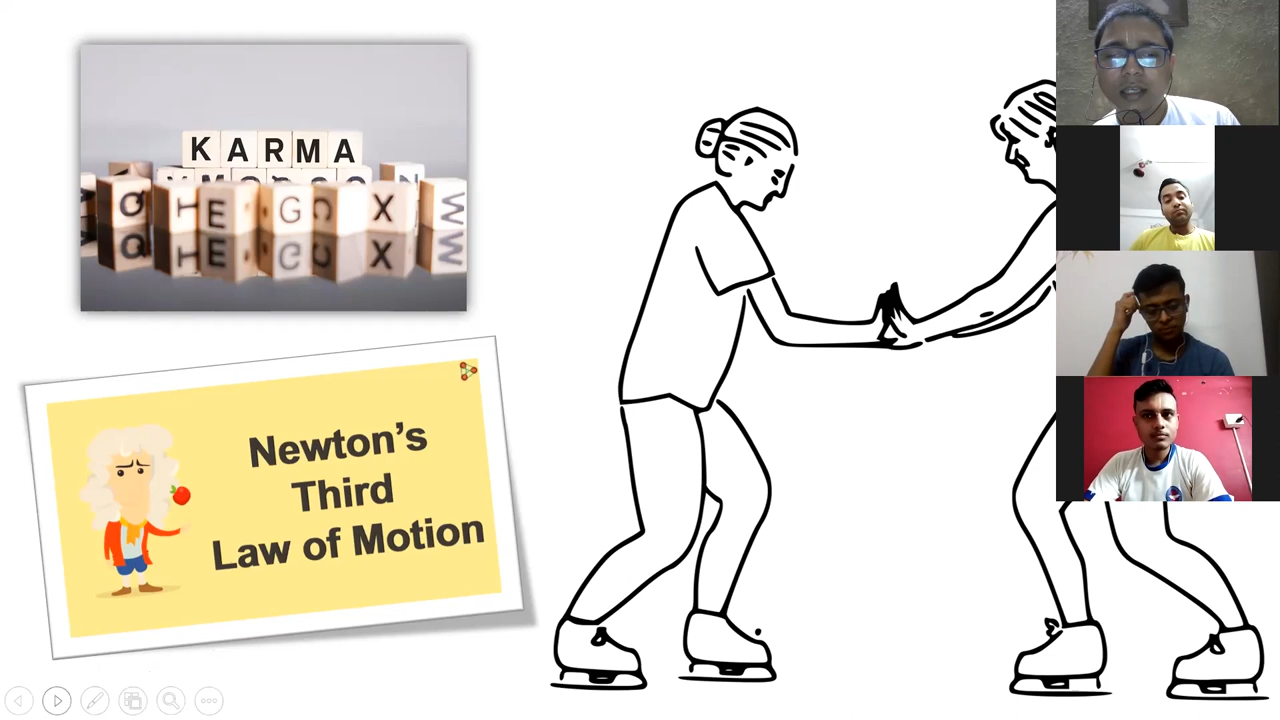 KARMA
Q H E G C X W
Q H E G C X
Newton's
Third
Law of Motion